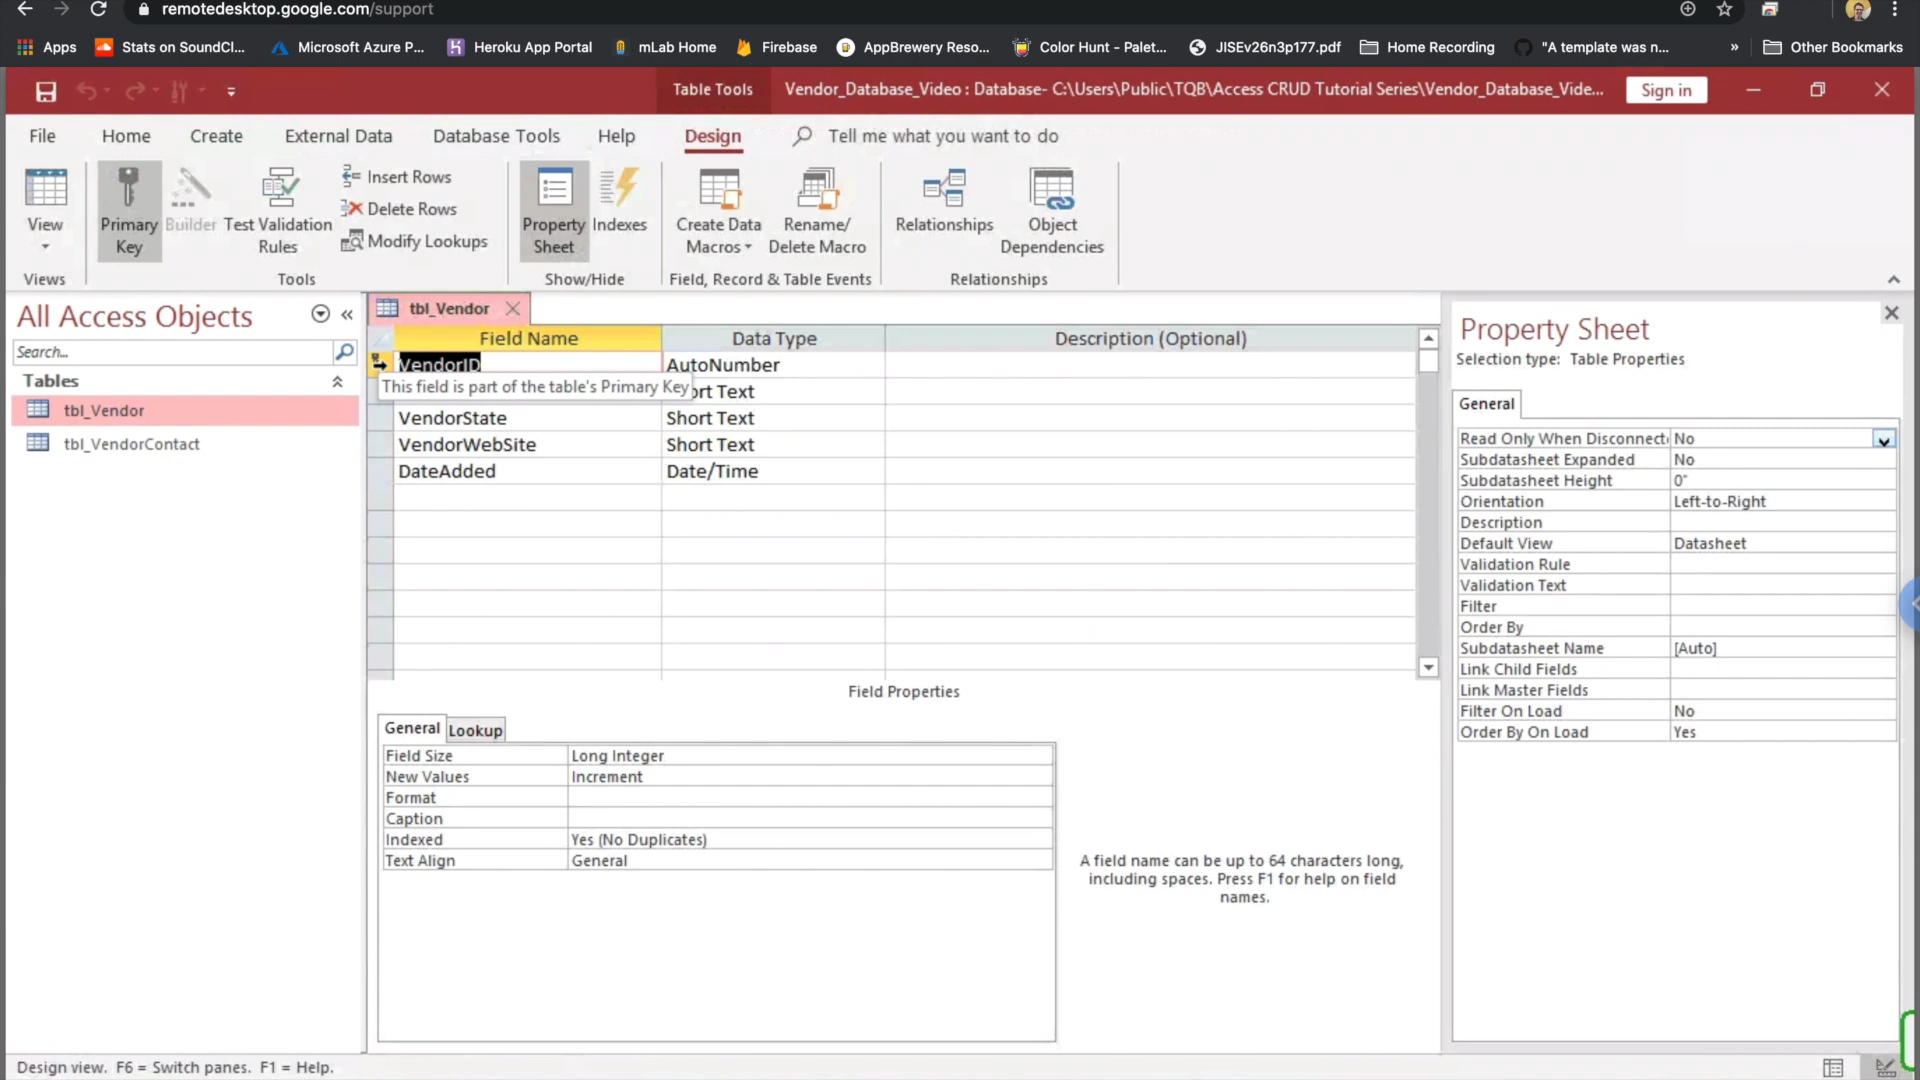 remotedesktop.google.com/support
Apps
Stats on SoundCl...
Microsoft Azure P...
Heroku App Portal
mLab Home
Firebase
AppBrewery Reso...
Color Hunt - Palet...
JISEv26n3p177.pdf
Home Recording
"A template was n...
»
Other Bookmarks
Table Tools
Vendor_Database_Video : Database- C:\Users\Public\TQB\Access CRUD Tutorial Series\Vendor_Database_Vide...
Sign in
File
Home
Create
External Data
Database Tools
Help
Design
Tell me what you want to do
View
Primary
Key
Builder
Test Validation
Rules
Insert Rows
Delete Rows
Modify Lookups
Property
Sheet
Indexes
Create Data
Macros
Rename/
Delete Macro
Relationships
Object
Dependencies
Views
Tools
Show/Hide
Field, Record & Table Events
Relationships
All Access Objects
Search...
Tables
tbl_Vendor
tbl_VendorContact
tbl_Vendor
Field Name
Data Type
Description (Optional)
VendorID
AutoNumber
This field is part of the table's Primary Key
ort Text
VendorState
Short Text
VendorWebSite
Short Text
DateAdded
Date/Time
Field Properties
General
Lookup
Field Size
Long Integer
New Values
Increment
Format
Caption
Indexed
Yes (No Duplicates)
Text Align
General
A field name can be up to 64 characters long,
including spaces. Press F1 for help on field
names.
Property Sheet
Selection type: Table Properties
General
Read Only When Disconnect
No
Subdatasheet Expanded
No
Subdatasheet Height
0"
Orientation
Left-to-Right
Description
Default View
Datasheet
Validation Rule
Validation Text
Filter
Order By
Subdatasheet Name
[Auto]
Link Child Fields
Link Master Fields
Filter On Load
No
Order By On Load
Yes
Design view. F6 = Switch panes. F1 = Help.